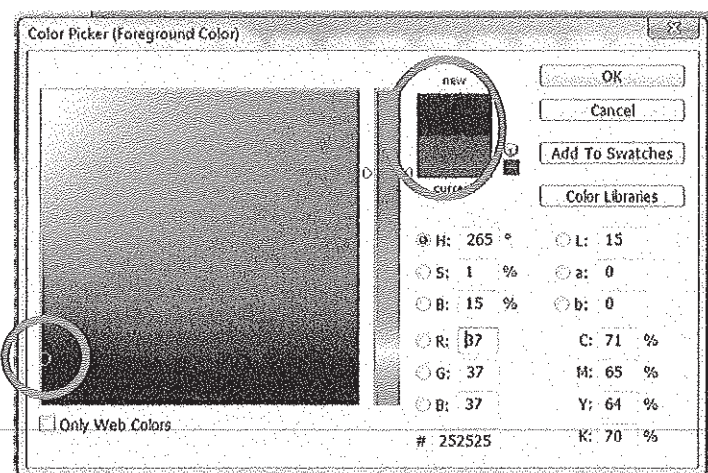 Color Picker (Foreground Color)
new
current
OK
Cancel
Add To Swatches
Color Libraries
H: 265 °
S: 1 %
B: 15 %
R: 37
G: 37
B: 37
# 252525
L: 15
a: 0
b: 0
C: 71 %
M: 65 %
Y: 64 %
K: 70 %
Only Web Colors